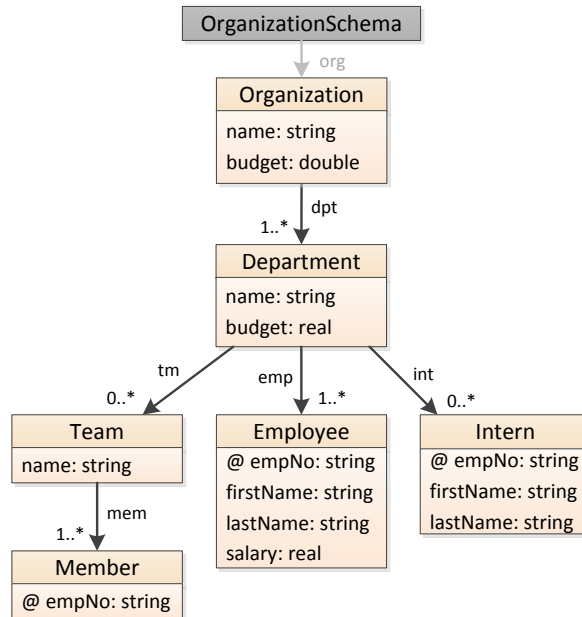 OrganizationSchema
org
Organization
name: string
budget: double
dpt
1..*
Department
name: string
budget: real
tm
emp
int
0..*
1..*
0..*
Team
name: string
Employee
@ empNo: string
firstName: string
lastName: string
salary: real
Intern
@ empNo: string
firstName: string
lastName: string
mem
1..*
Member
@ empNo: string